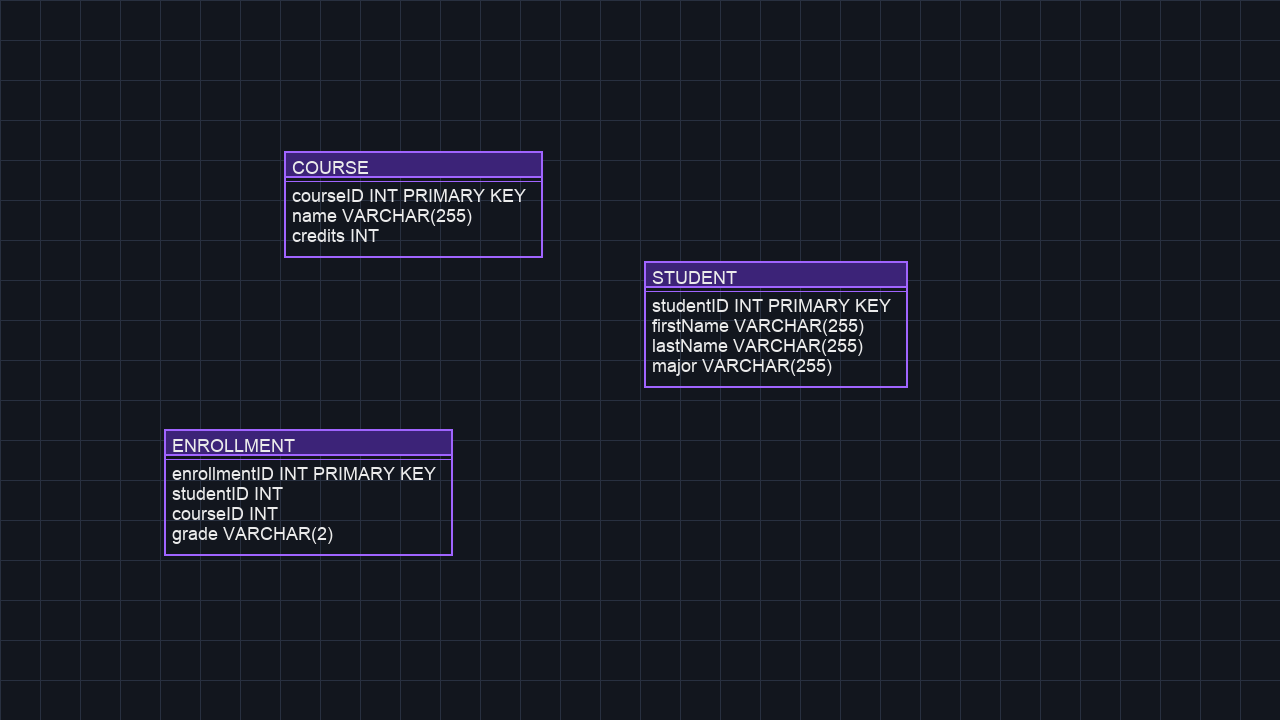 COURSE
courseID INT PRIMARY KEY
name VARCHAR(255)
credits INT
STUDENT
studentID INT PRIMARY KEY
firstName VARCHAR(255)
lastName VARCHAR(255)
major VARCHAR(255)
ENROLLMENT
enrollmentID INT PRIMARY KEY
studentID INT
courseID INT
grade VARCHAR(2)